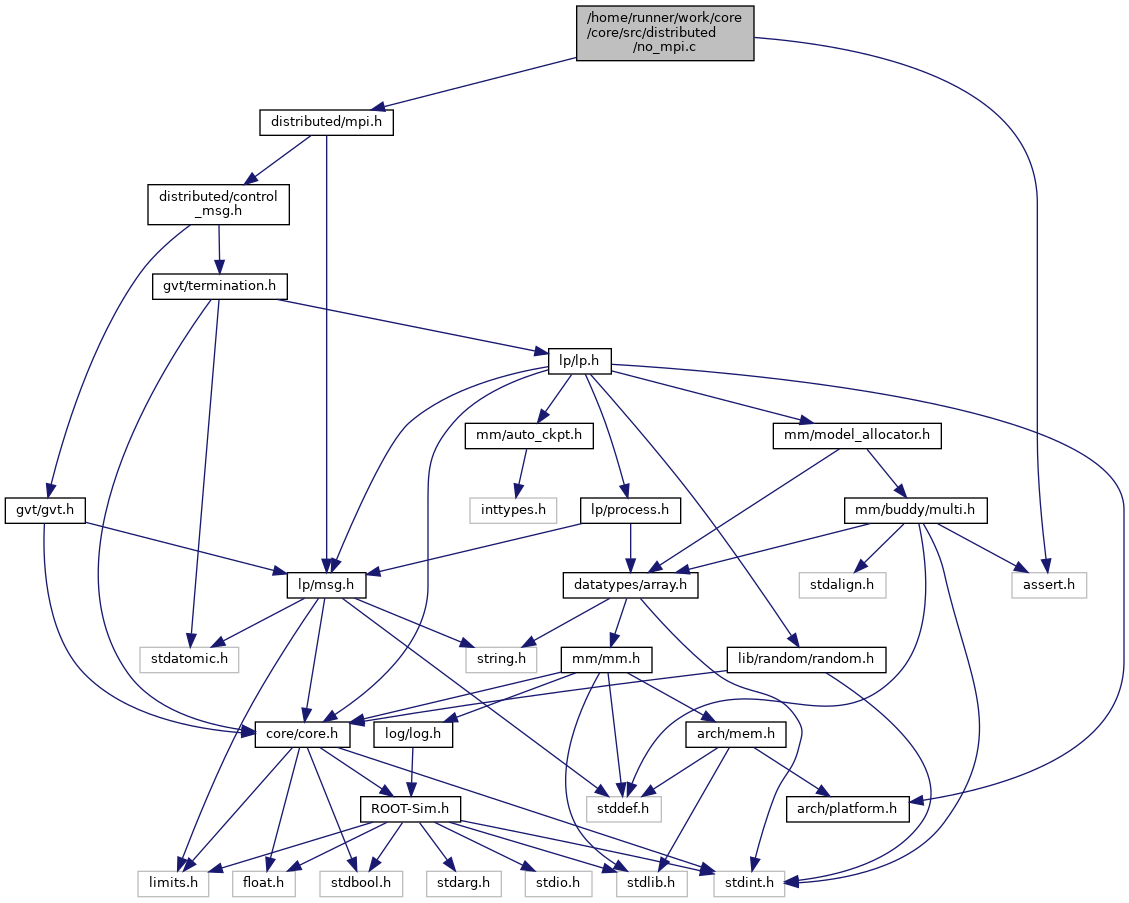 /home/runner/work/core
/core/src/distributed
/no_mpi.c
distributed/mpi.h
distributed/control
_msg.h
gvt/termination.h
lp/lp.h
mm/auto_ckpt.h
mm/model_allocator.h
gvt/gvt.h
inttypes.h
lp/process.h
mm/buddy/multi.h
lp/msg.h
datatypes/array.h
stdalign.h
assert.h
stdatomic.h
string.h
mm/mm.h
lib/random/random.h
core/core.h
log/log.h
arch/mem.h
ROOT-Sim.h
stddef.h
arch/platform.h
limits.h
float.h
stdbool.h
stdarg.h
stdio.h
stdlib.h
stdint.h